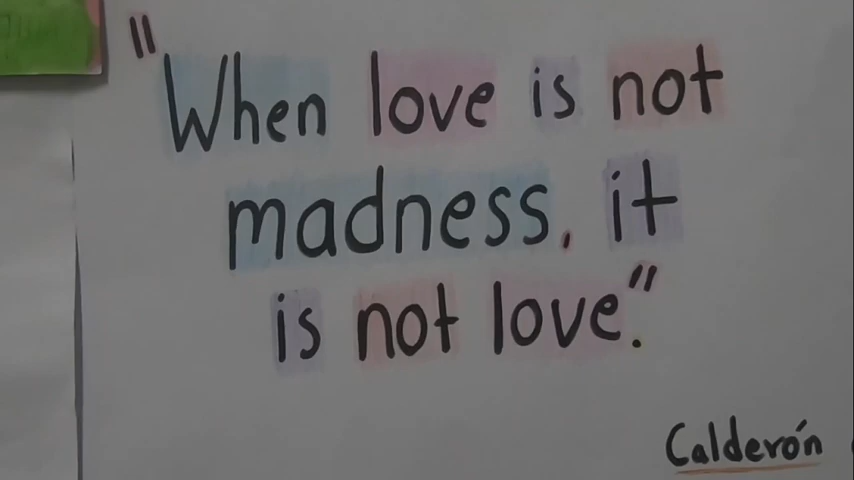 "When love is not
madness, it
is not love."
Calderón